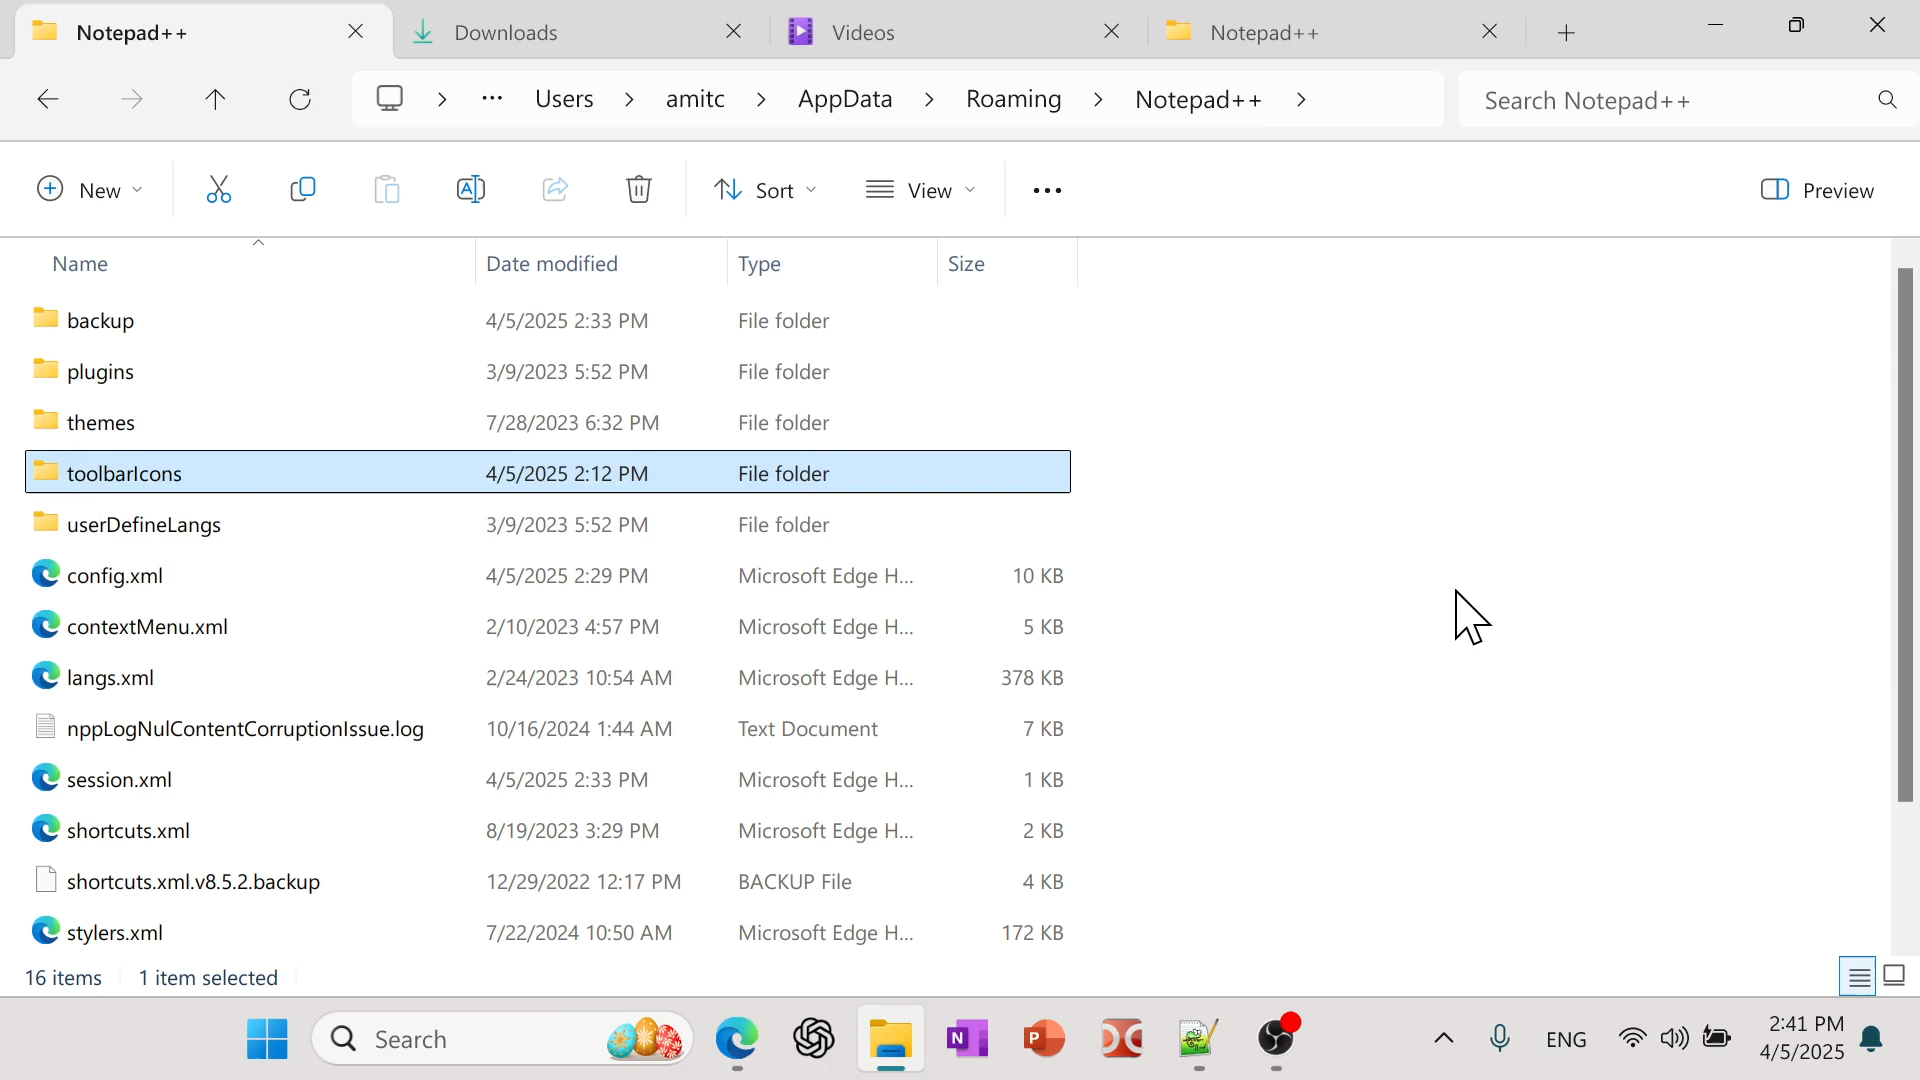 Notepad++
Downloads
Videos
Notepad++
Users
amitc
AppData
Roaming
Notepad++
Search Notepad++
New
Sort
View
Preview
Name Date modified Type Size
backup 4/5/2025 2:33 PM File folder
plugins 3/9/2023 5:52 PM File folder
themes 7/28/2023 6:32 PM File folder
toolbarIcons 4/5/2025 2:12 PM File folder
userDefineLangs 3/9/2023 5:52 PM File folder
config.xml 4/5/2025 2:29 PM Microsoft Edge H... 10 KB
contextMenu.xml 2/10/2023 4:57 PM Microsoft Edge H... 5 KB
langs.xml 2/24/2023 10:54 AM Microsoft Edge H... 378 KB
nppLogNulContentCorruptionIssue.log 10/16/2024 1:44 AM Text Document 7 KB
session.xml 4/5/2025 2:33 PM Microsoft Edge H... 1 KB
shortcuts.xml 8/19/2023 3:29 PM Microsoft Edge H... 2 KB
shortcuts.xml.v8.5.2.backup 12/29/2022 12:17 PM BACKUP File 4 KB
stylers.xml 7/22/2024 10:50 AM Microsoft Edge H... 172 KB
16 items 1 item selected
Search
ENG
2:41 PM
4/5/2025